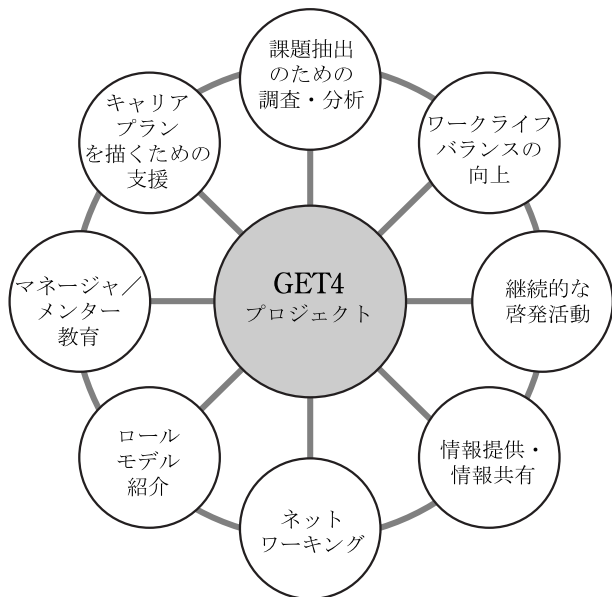 課題抽出
のための
調査・分析
ワークライフ
バランスの
向上
継続的な
啓発活動
情報提供・
情報共有
ネット
ワーキング
ロール
モデル
紹介
マネージャ／
メンター
教育
キャリア
プラン
を描くための
支援
GET4
プロジェクト